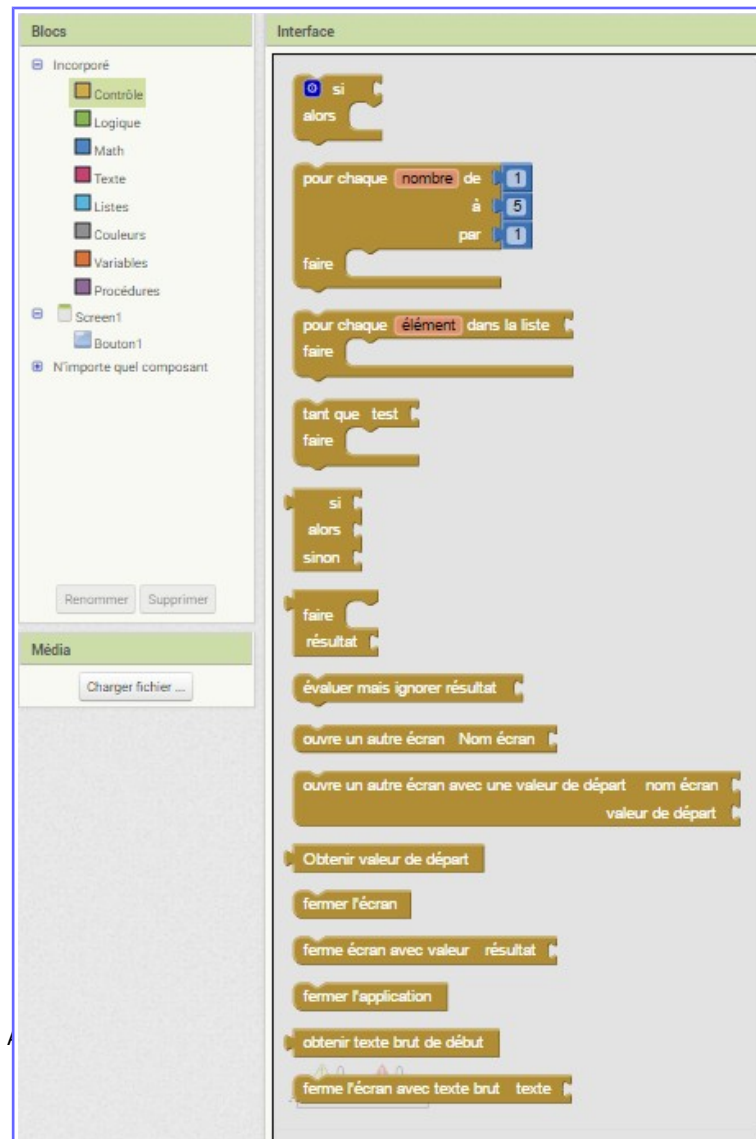 Blocs
Incorporé
Contrôle
Logique
Math
Texte
Listes
Couleurs
Variables
Procédures
Screen1
Bouton1
N'importe quel composant
Renommer Supprimer
Média
Charger fichier ...
Interface
si
alors
pour chaque nombre de 1
à 5
par 1
faire
pour chaque élément dans la liste
faire
tant que test
faire
si
alors
sinon
faire
résultat
évaluer mais ignorer résultat
ouvre un autre écran Nom écran
ouvre un autre écran avec une valeur de départ nom écran
valeur de départ
Obtenir valeur de départ
fermer l'écran
ferme écran avec valeur résultat
fermer l'application
obtenir texte brut de début
ferme l'écran avec texte brut texte